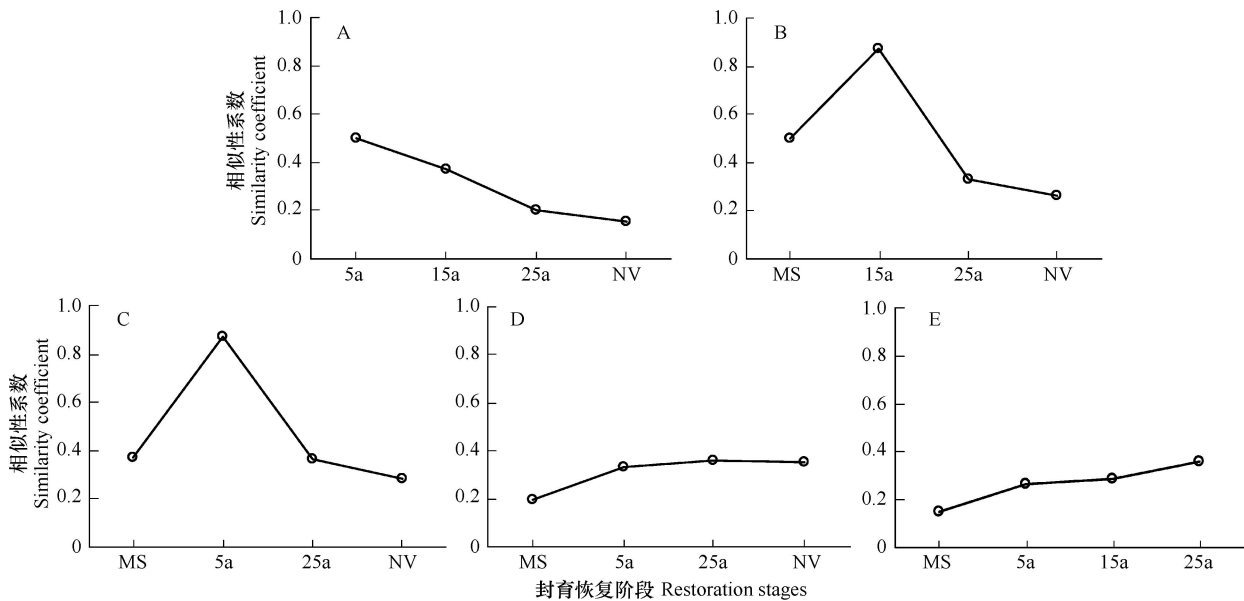 A
1.0
0.8
0.6
0.4
0.2
0
相似性系数
Similarity coefficient
5a 15a 25a NV
B
1.0
0.8
0.6
0.4
0.2
0
MS 15a 25a NV
C
1.0
0.8
0.6
0.4
0.2
0
相似性系数
Similarity coefficient
MS 5a 25a NV
D
1.0
0.8
0.6
0.4
0.2
0
MS 5a 25a NV
E
1.0
0.8
0.6
0.4
0.2
0
MS 5a 15a 25a
封育恢复阶段 Restoration stages